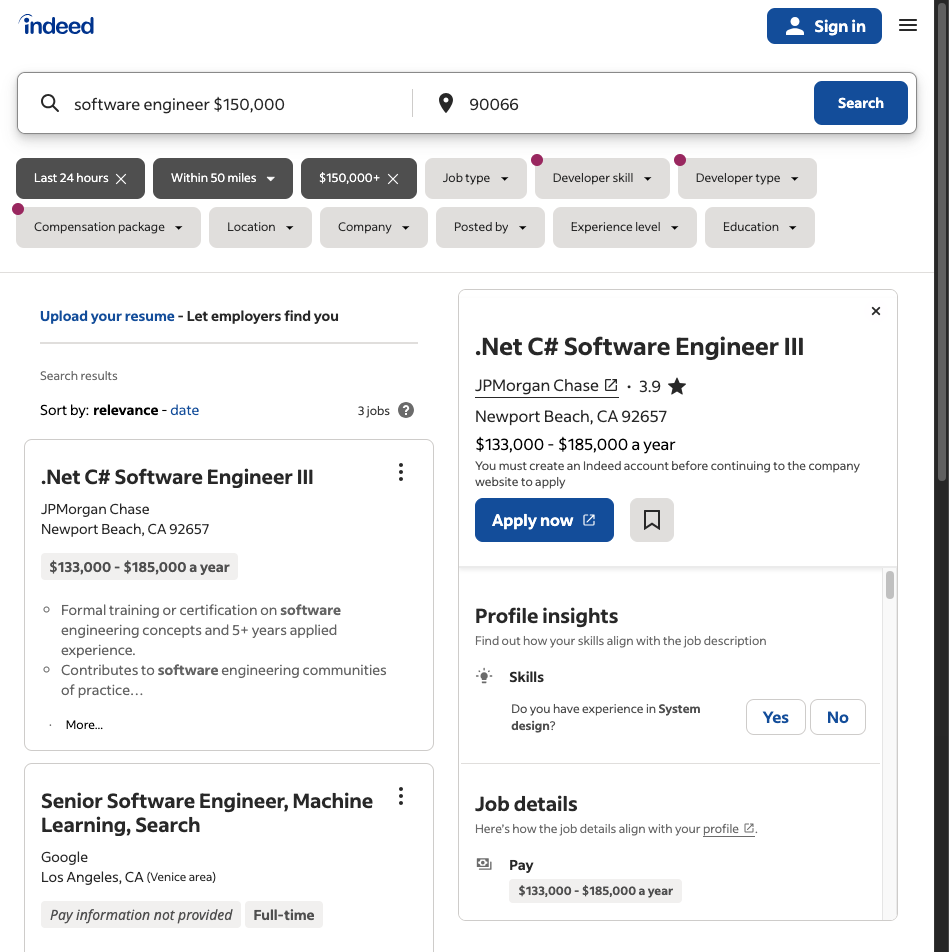 indeed
Sign in
software engineer $150,000
90066
Search
Last 24 hours
Within 50 miles
$150,000+
Job type
Developer skill
Developer type
Compensation package
Location
Company
Posted by
Experience level
Education
Upload your resume - Let employers find you
Search results
Sort by: relevance - date
3 jobs ?
.Net C# Software Engineer III
JPMorgan Chase
Newport Beach, CA 92657
$133,000 - $185,000 a year
Formal training or certification on software
engineering concepts and 5+ years applied
experience.
Contributes to software engineering communities
of practice…
· More...
Senior Software Engineer, Machine
Learning, Search
Google
Los Angeles, CA (Venice area)
Pay information not provided
Full-time
.Net C# Software Engineer III
JPMorgan Chase · 3.9
Newport Beach, CA 92657
$133,000 - $185,000 a year
You must create an Indeed account before continuing to the company
website to apply
Apply now
Profile insights
Find out how your skills align with the job description
Skills
Do you have experience in System
design?
Yes
No
Job details
Here's how the job details align with your profile.
Pay
$133,000 - $185,000 a year